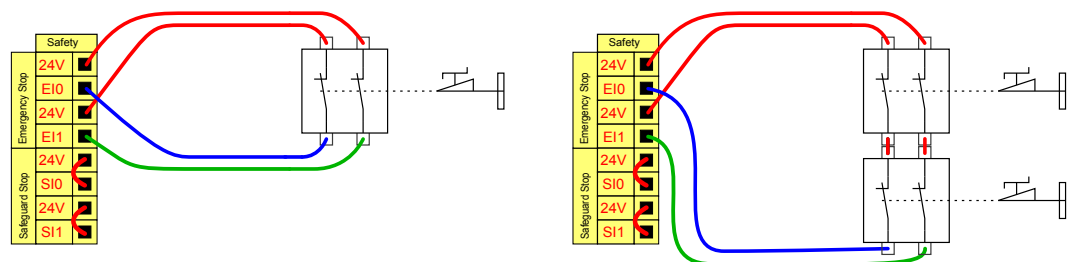 Safety
Emergency Stop
24V
EI0
24V
EI1
Safeguard Stop
24V
SI0
24V
SI1
Safety
Emergency Stop
24V
EI0
24V
EI1
Safeguard Stop
24V
SI0
24V
SI1